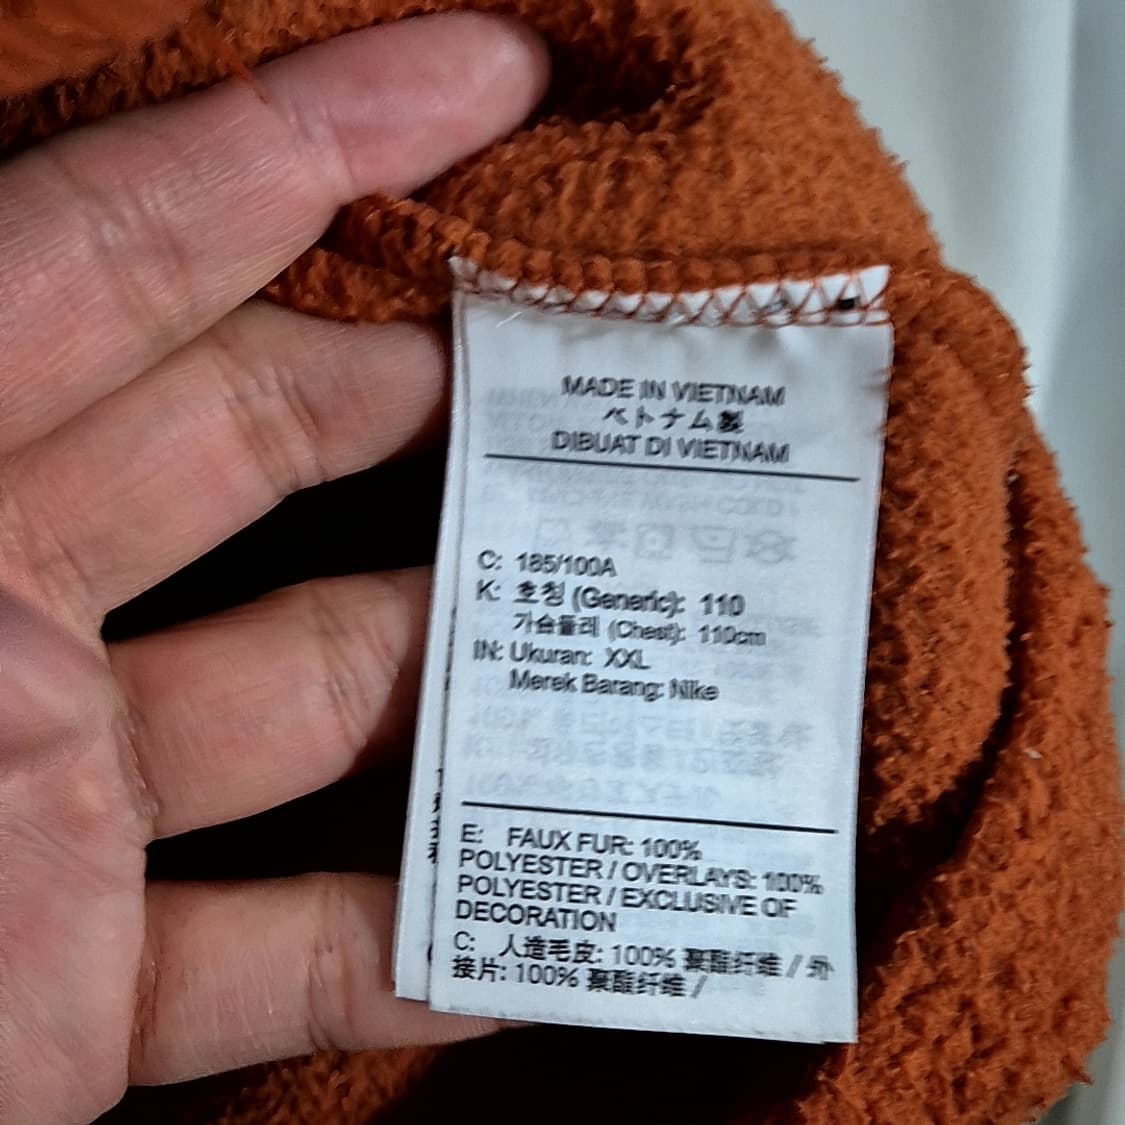 MADE IN VIETNAM
ベトナム製
DIBUAT DI VIETNAM
C: 185/100A
K: 호칭 (Generic): 110
가슴둘레 (Chest): 110cm
IN: Ukuran: XXL
Merek Barang: Nike
E: FAUX FUR: 100%
POLYESTER / OVERLAYS: 100%
POLYESTER / EXCLUSIVE OF
DECORATION
C: 人造毛皮: 100% 聚酯纤维 / 外
接片: 100% 聚酯纤维 /